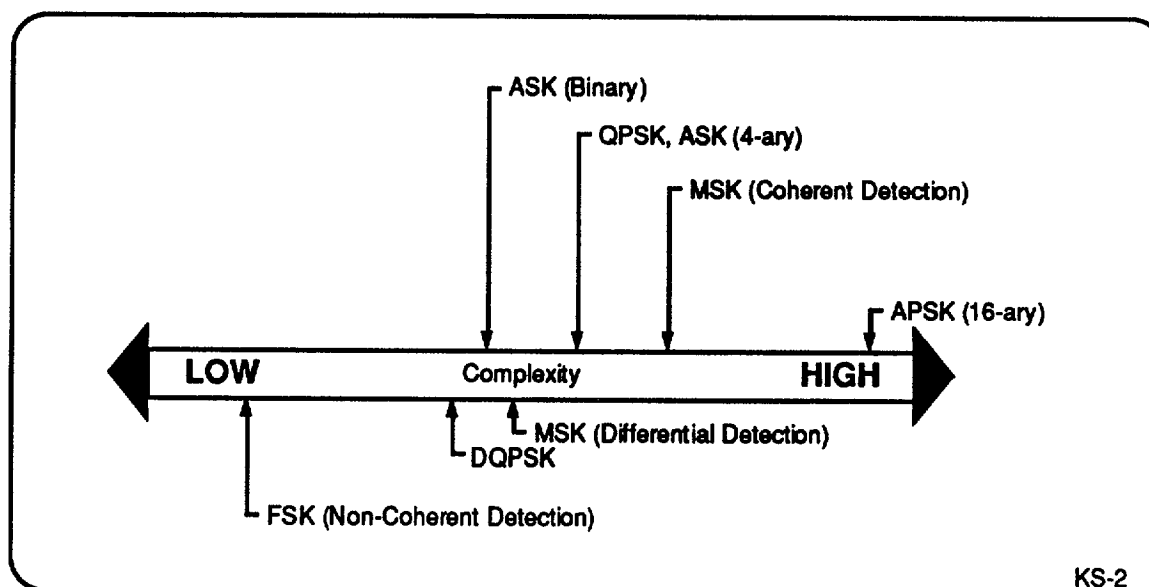 ASK (Binary)
QPSK, ASK (4-ary)
MSK (Coherent Detection)
APSK (16-ary)
LOW Complexity HIGH
MSK (Differential Detection)
DQPSK
FSK (Non-Coherent Detection)
KS-2